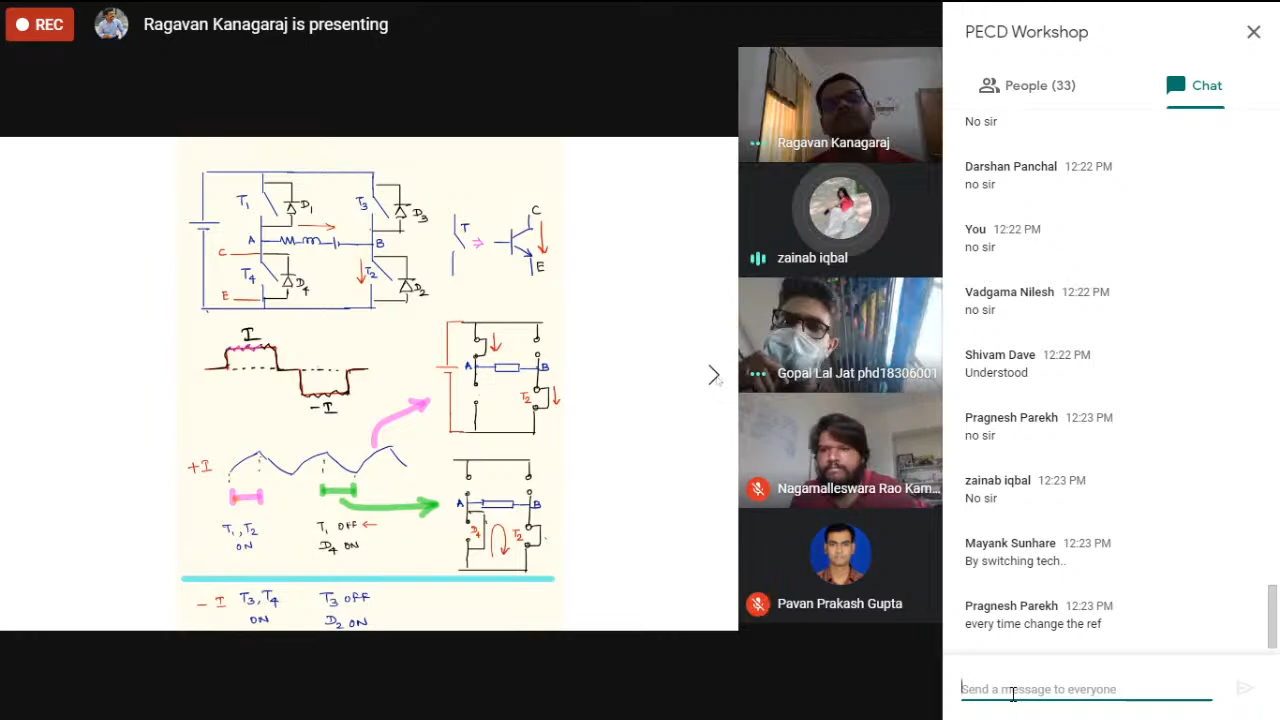 REC
Ragavan Kanagaraj is presenting
T1
D1
T3
D3
A
B
C
T4
D4
E
T2
D2
T
C
E
I
-I
A
B
T2
+I
T1, T2
ON
T1 OFF ←
D4 ON
A
B
D4
T2
- I T3, T4 T3 OFF
ON D2 ON
Ragavan Kanagaraj
zainab iqbal
Gopal Lal Jat phd18306001
Nagamalleswara Rao Kam...
Pavan Prakash Gupta
PECD Workshop
People (33)
Chat
No sir
Darshan Panchal 12:22 PM
no sir
You 12:22 PM
no sir
Vadgama Nilesh 12:22 PM
no sir
Shivam Dave 12:22 PM
Understood
Pragnesh Parekh 12:23 PM
no sir
zainab iqbal 12:23 PM
No sir
Mayank Sunhare 12:23 PM
By switching tech..
Pragnesh Parekh 12:23 PM
every time change the ref
Send a message to everyone